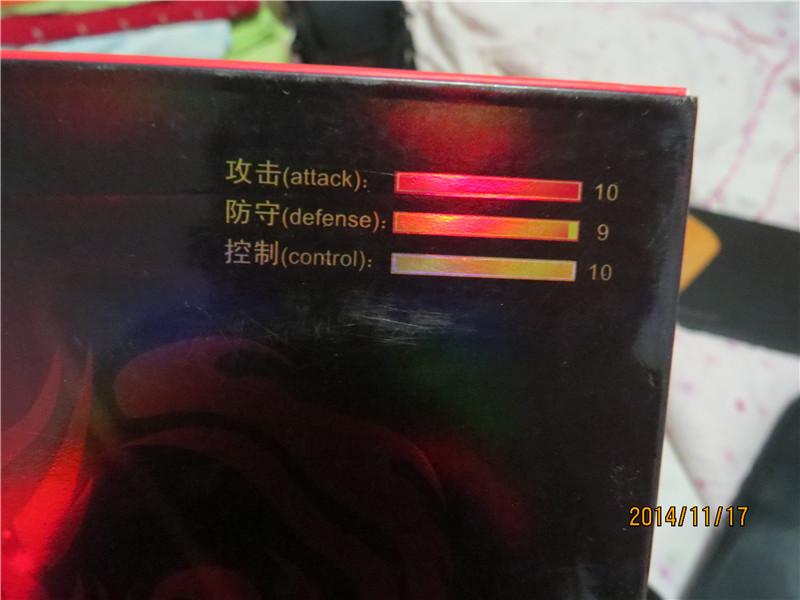 攻击(attack): 10
防守(defense): 9
控制(control): 10
2014/11/17